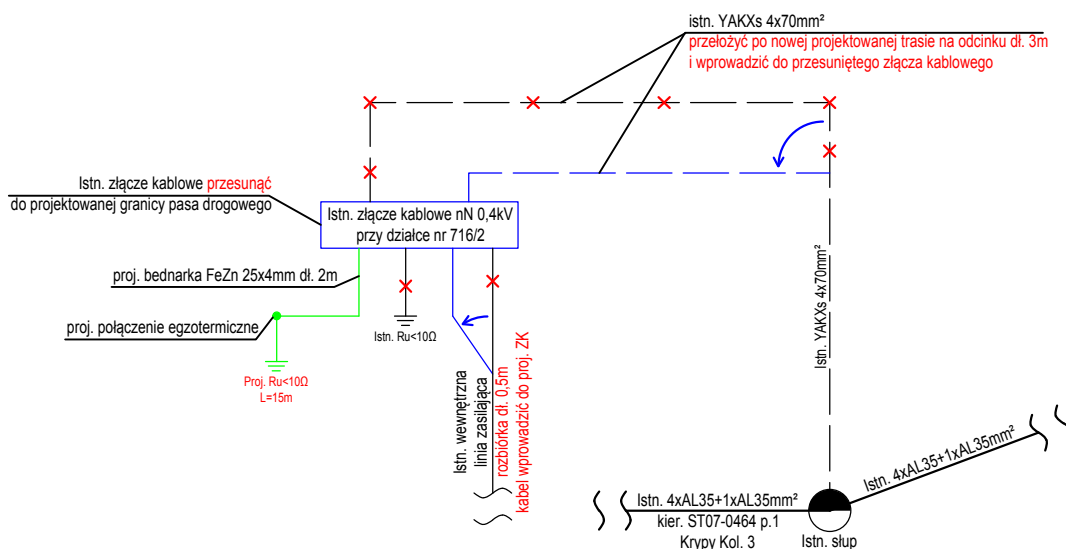 istn. YAKXs 4x70mm²
przełożyć po nowej projektowanej trasie na odcinku dł. 3m
i wprowadzić do przesuniętego złącza kablowego
Istn. złącze kablowe przesunąć
do projektowanej granicy pasa drogowego
Istn. złącze kablowe nN 0,4kV
przy działce nr 716/2
proj. bednarka FeZn 25x4mm dł. 2m
proj. połączenie egzotermiczne
Istn. Ru<10Ω
Proj. Ru<10Ω
L=15m
Istn. wewnętrzna
linia zasilająca
rozbiórka dł. 0,5m
kabel wprowadzić do proj. ZK
Istn. YAKXs 4x70mm²
Istn. 4xAL35+1xAL35mm²
Istn. 4xAL35+1xAL35mm²
kier. ST07-0464 p.1
Krypy Kol. 3
Istn. słup